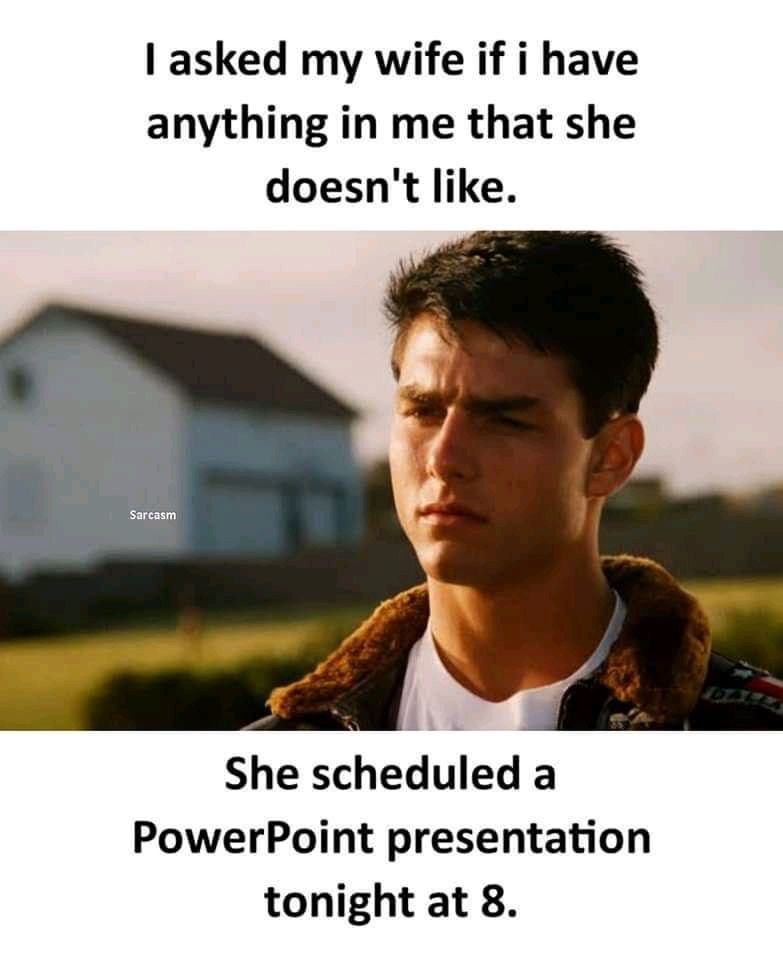 I asked my wife if i have
anything in me that she
doesn't like.
Sarcasm
She scheduled a
PowerPoint presentation
tonight at 8.